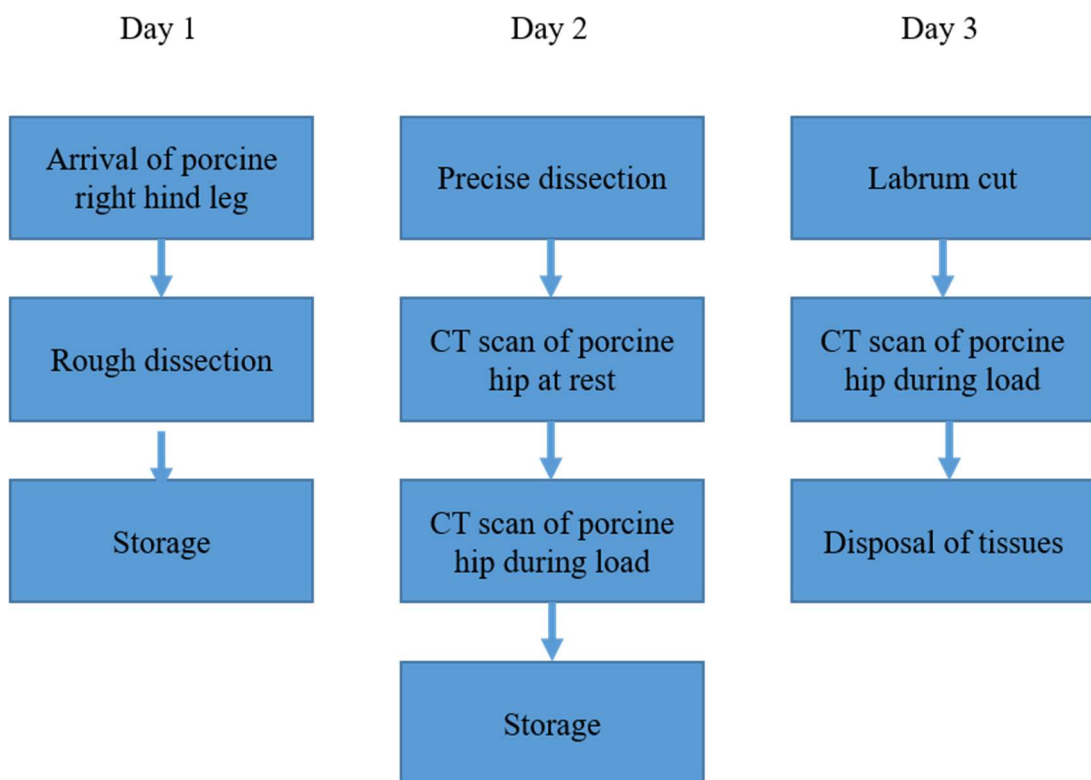 Day 1
Arrival of porcine
right hind leg
Rough dissection
Storage
Day 2
Precise dissection
CT scan of porcine
hip at rest
CT scan of porcine
hip during load
Storage
Day 3
Labrum cut
CT scan of porcine
hip during load
Disposal of tissues